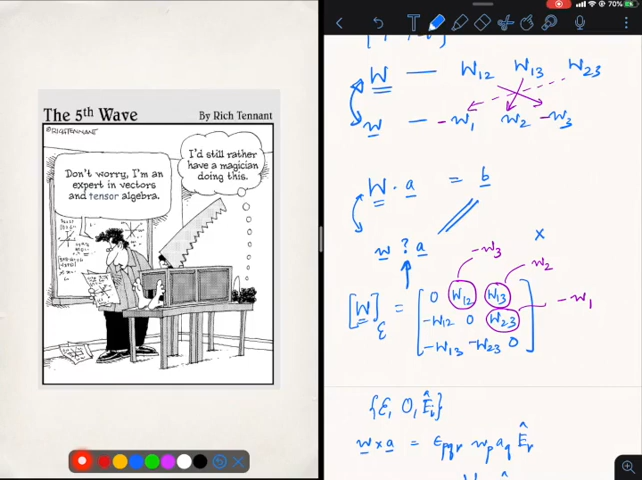 The 5th Wave
By Rich Tennant
©RICHTENNANT
Don't worry, I'm an
expert in vectors
and tensor algebra.
I'd still rather
have a magician
doing this.
70%
W — W12 W13 W23
w — -w1 w2 -w3
W · a = b
w ? a
x
-w3
w2
[W]ε = [ 0 W12 W13
-W12 0 W23
-W13 -W23 0 ]
-w1
{ε, O, Êi}
w x a = εpqr wp aq Êr